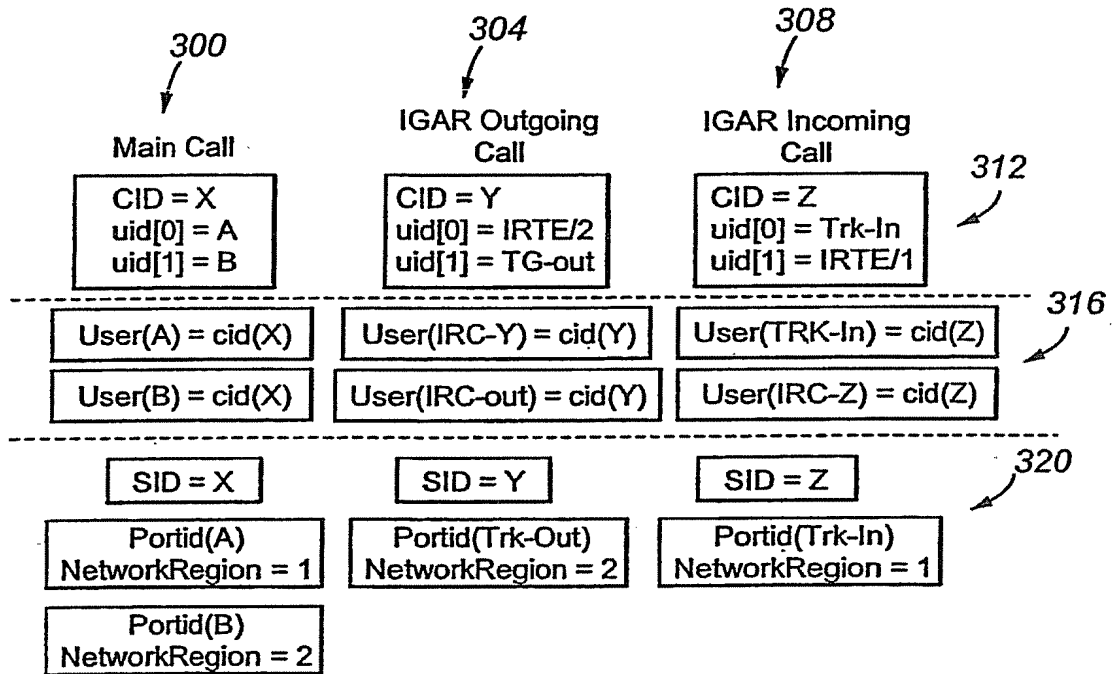 300
304
308
Main Call
IGAR Outgoing
Call
IGAR Incoming
Call
312
CID = X
uid[0] = A
uid[1] = B
CID = Y
uid[0] = IRTE/2
uid[1] = TG-out
CID = Z
uid[0] = Trk-In
uid[1] = IRTE/1
316
User(A) = cid(X)
User(IRC-Y) = cid(Y)
User(TRK-In) = cid(Z)
User(B) = cid(X)
User(IRC-out) = cid(Y)
User(IRC-Z) = cid(Z)
320
SID = X
SID = Y
SID = Z
Portid(A)
NetworkRegion = 1
Portid(Trk-Out)
NetworkRegion = 2
Portid(Trk-In)
NetworkRegion = 1
Portid(B)
NetworkRegion = 2